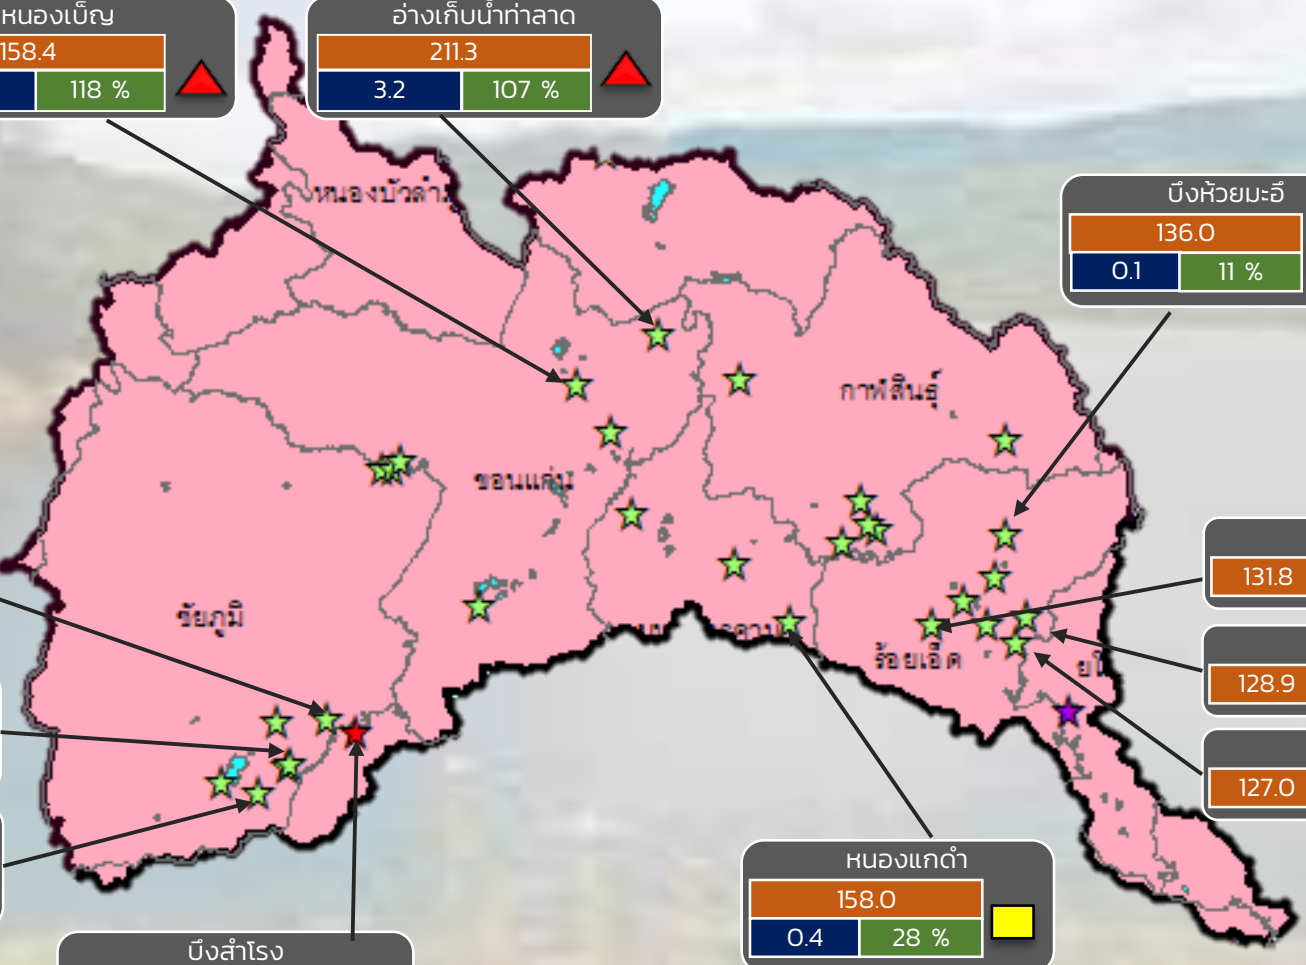 หนองเบ็ญ
158.4
118 %
อ่างเก็บน้ำท่าลาด
211.3
3.2
107 %
หนองบัวลำภู
บึงห้วยมะอึ
136.0
0.1
11 %
กาฬสินธุ์
ขอนแก่น
ชัยภูมิ
ร้อยเอ็ด
131.8
128.9
127.0
หนองแกดำ
158.0
0.4
28 %
บึงสำโรง